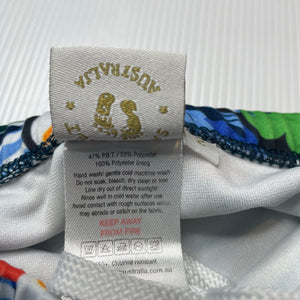 AUSTRALIA
47% P.B.T. / 53% Polyester
100% Polyester lining
Hand wash/ gentle cold machine wash
Do not soak, bleach, dry clean or iron
Line dry out of direct sunlight
Rinse well in cold water after use
Avoid contact with rough surfaces
may abrade or catch on the fabric.
KEEP AWAY
FROM FIRE
Chlorine resistant.
australia.com.au